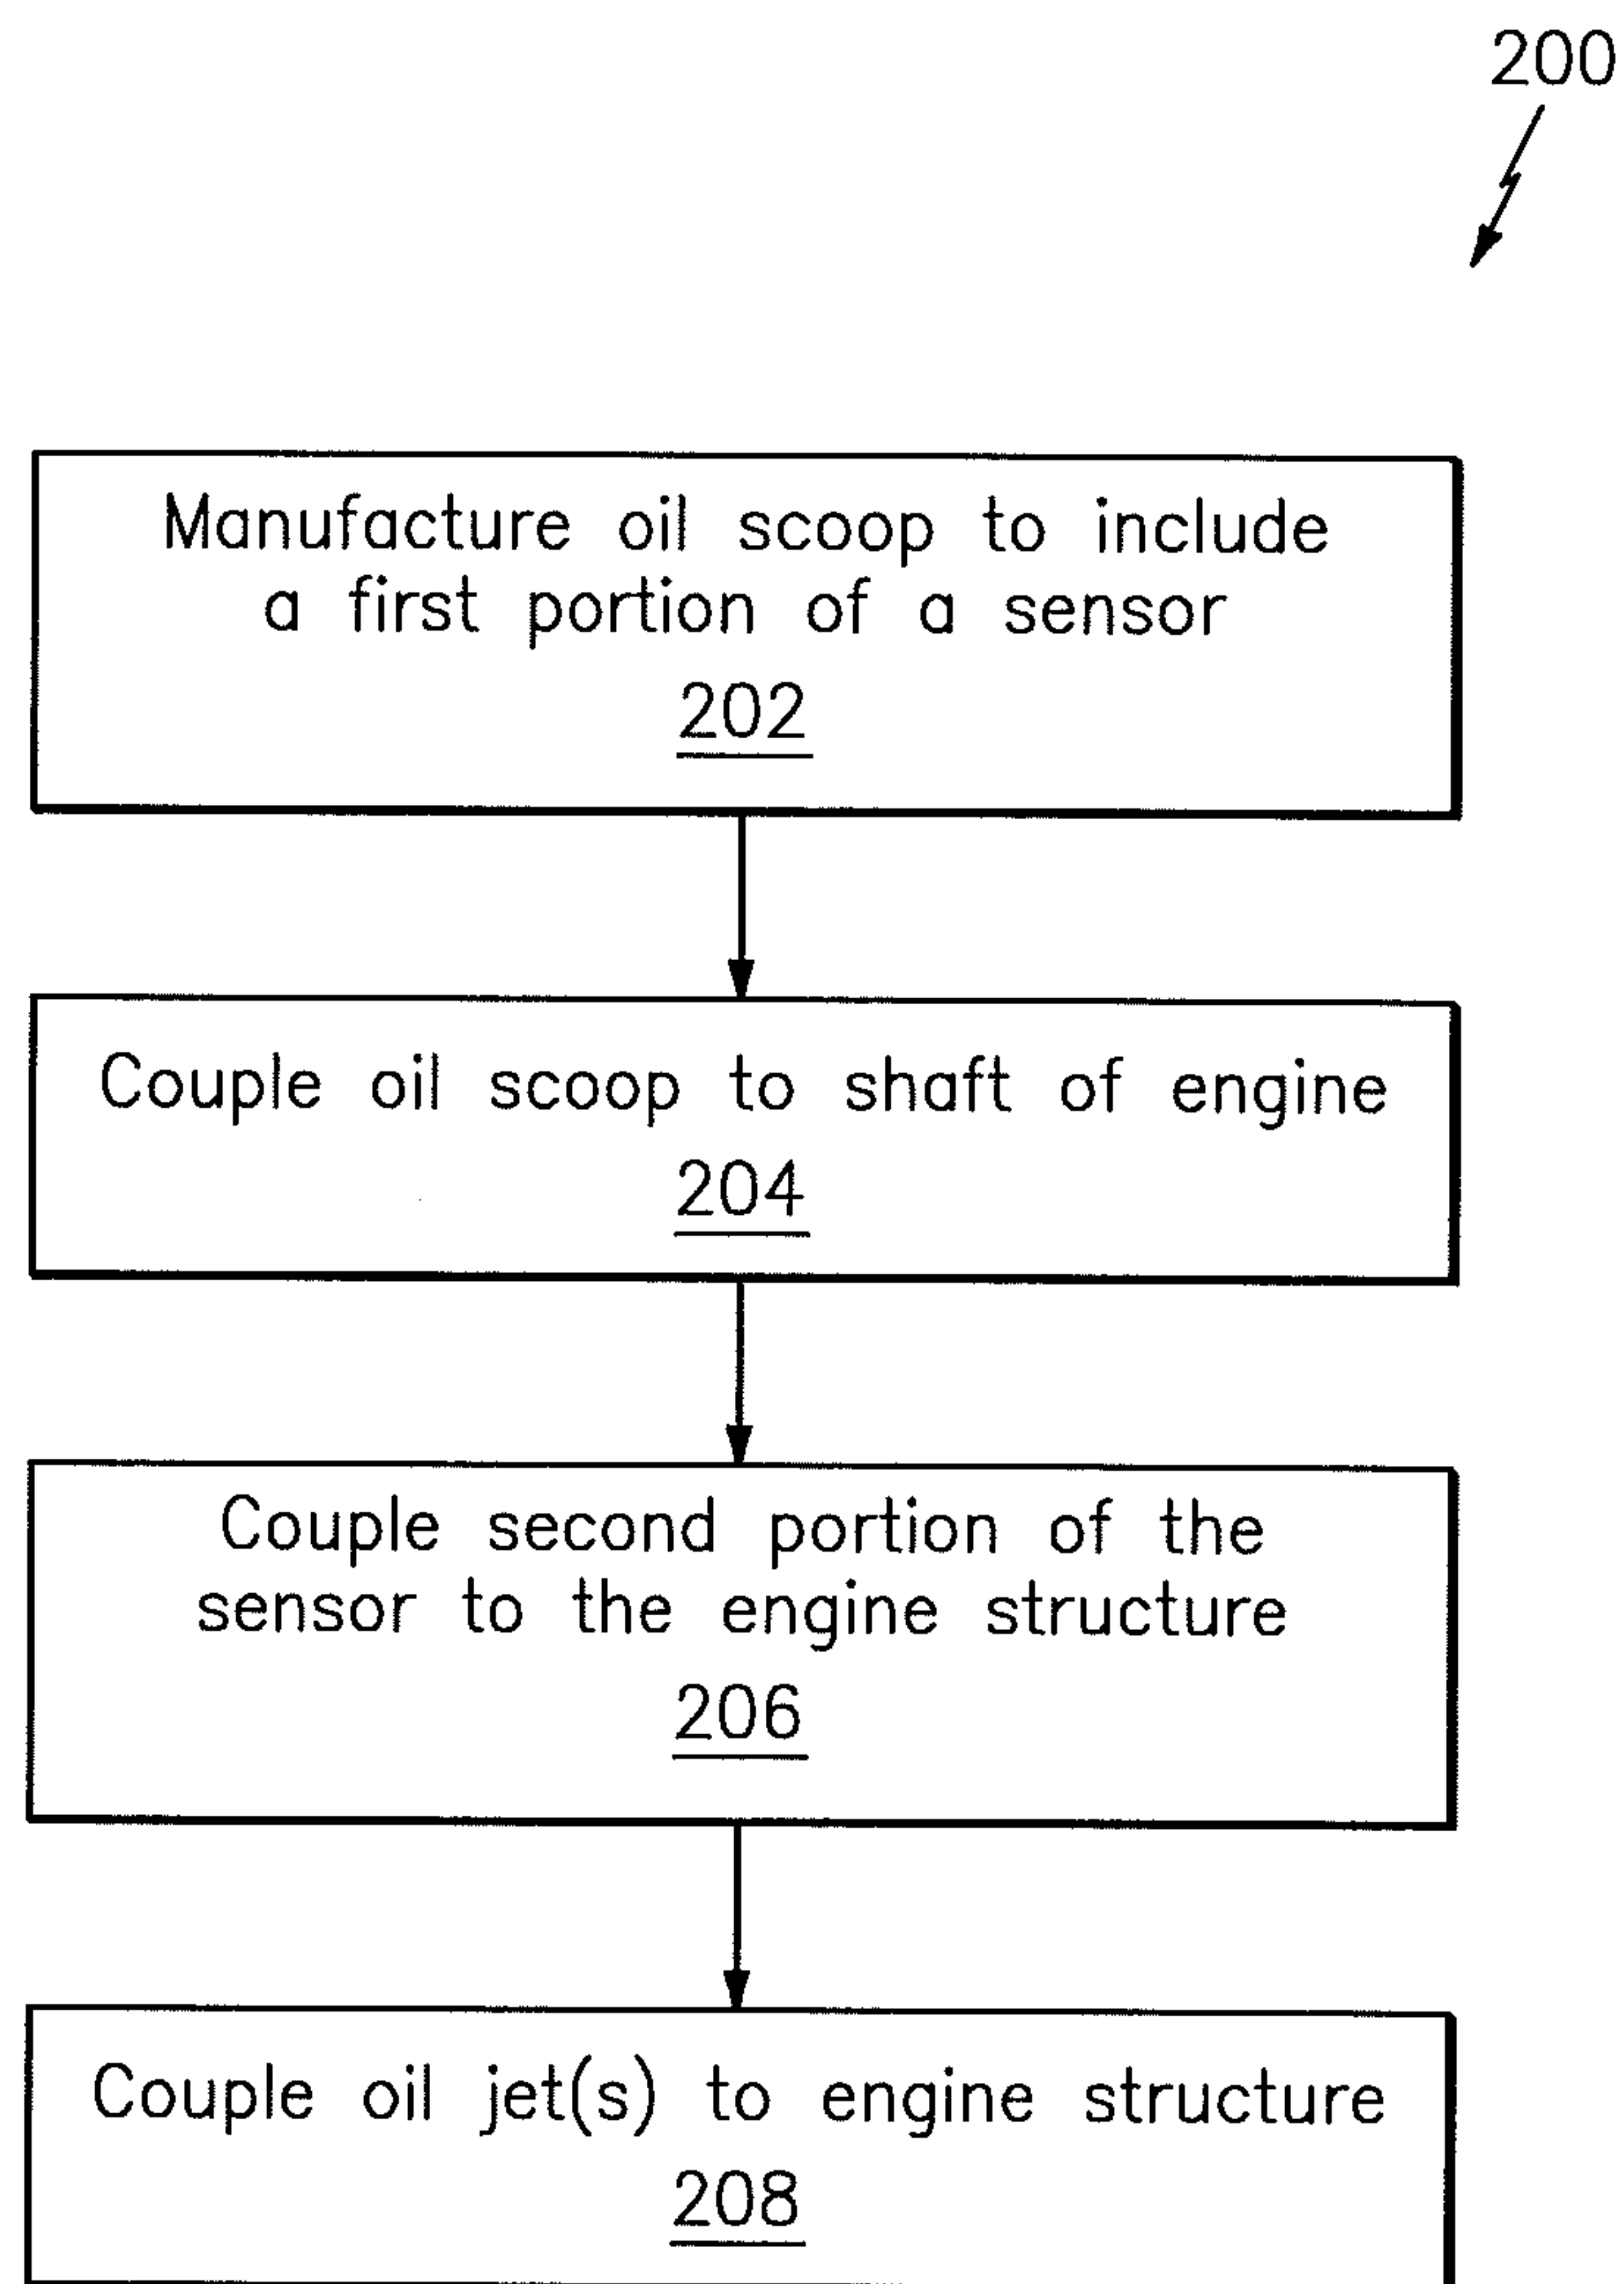 200
Manufacture oil scoop to include
a first portion of a sensor
202
Couple oil scoop to shaft of engine
204
Couple second portion of the
sensor to the engine structure
206
Couple oil jet(s) to engine structure
208